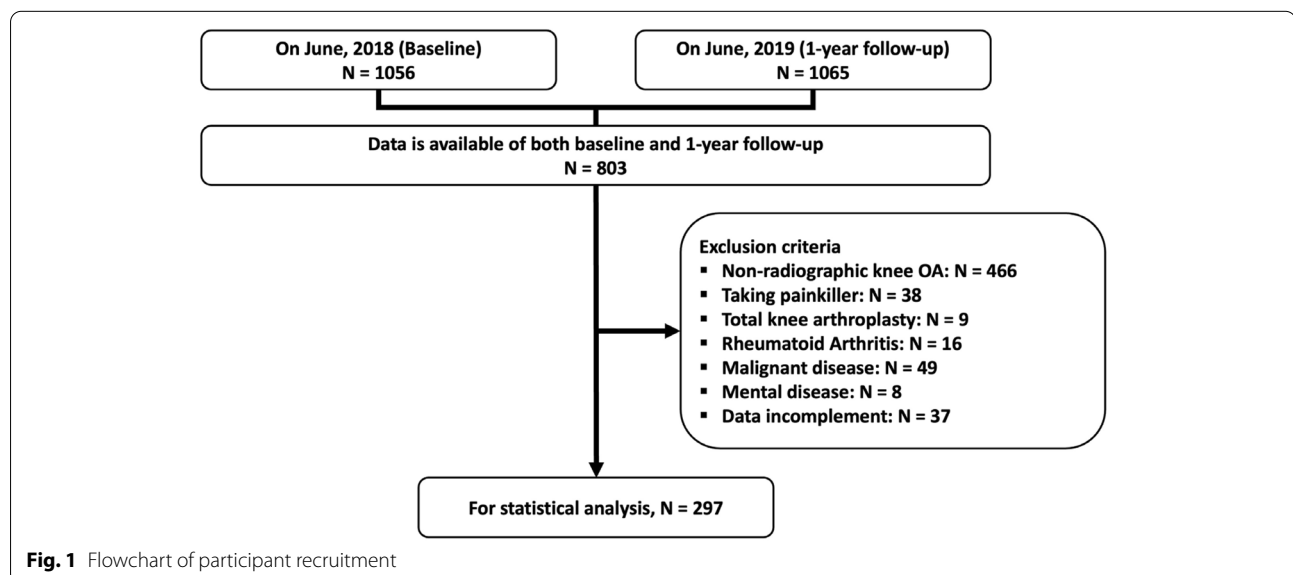 On June, 2018 (Baseline)
N = 1056
On June, 2019 (1-year follow-up)
N = 1065
Data is available of both baseline and 1-year follow-up
N = 803
Exclusion criteria
▪ Non-radiographic knee OA: N = 466
▪ Taking painkiller: N = 38
▪ Total knee arthroplasty: N = 9
▪ Rheumatoid Arthritis: N = 16
▪ Malignant disease: N = 49
▪ Mental disease: N = 8
▪ Data incomplement: N = 37
For statistical analysis, N = 297
Fig. 1 Flowchart of participant recruitment